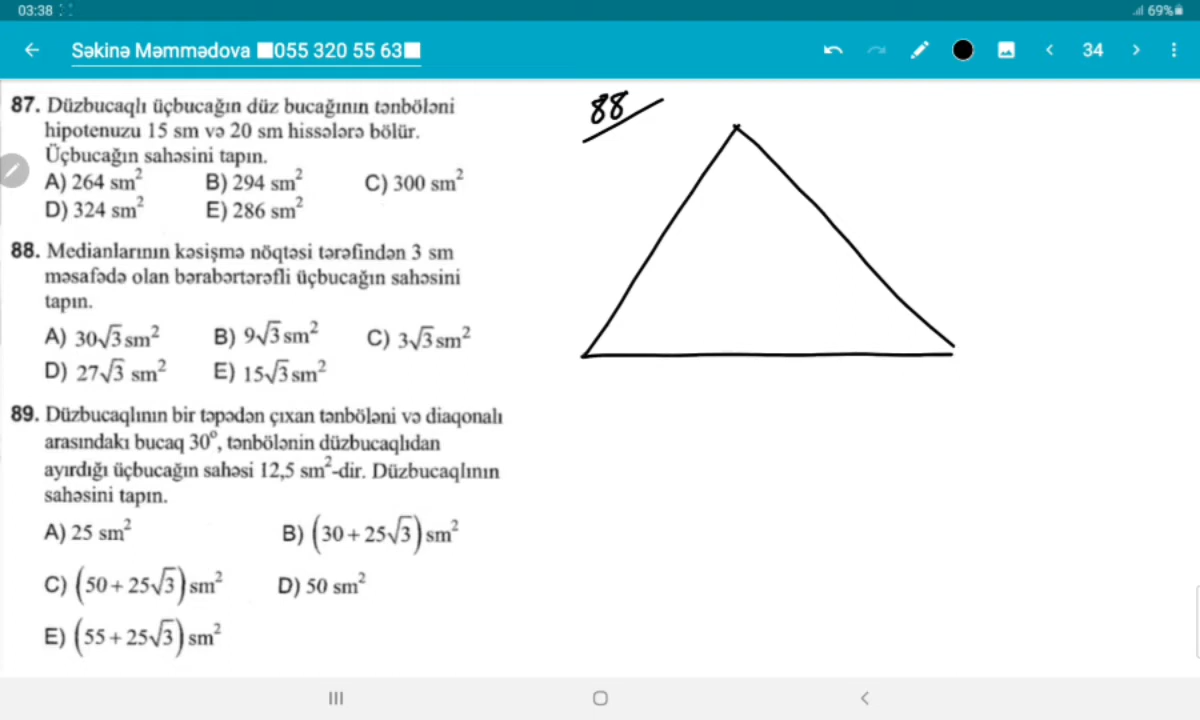 03:38
69%
Səkinə Məmmədova 055 320 55 63
34
87. Düzbucaqlı üçbucağın düz bucağının tənböləni
hipotenuzu 15 sm və 20 sm hissələrə bölür.
Üçbucağın sahəsini tapın.
A) 264 sm² B) 294 sm² C) 300 sm²
D) 324 sm² E) 286 sm²
88. Medianlarının kəsişmə nöqtəsi tərəfindən 3 sm
məsafədə olan bərabərtərəfli üçbucağın sahəsini
tapın.
A) 30√3 sm² B) 9√3 sm² C) 3√3 sm²
D) 27√3 sm² E) 15√3 sm²
89. Düzbucaqlının bir təpədən çıxan tənböləni və diaqonalı
arasındakı bucaq 30°, tənbölənin düzbucaqlıdan
ayırdığı üçbucağın sahəsi 12,5 sm²-dir. Düzbucaqlının
sahəsini tapın.
A) 25 sm² B) (30 + 25√3) sm²
C) (50 + 25√3) sm² D) 50 sm²
E) (55 + 25√3) sm²
88